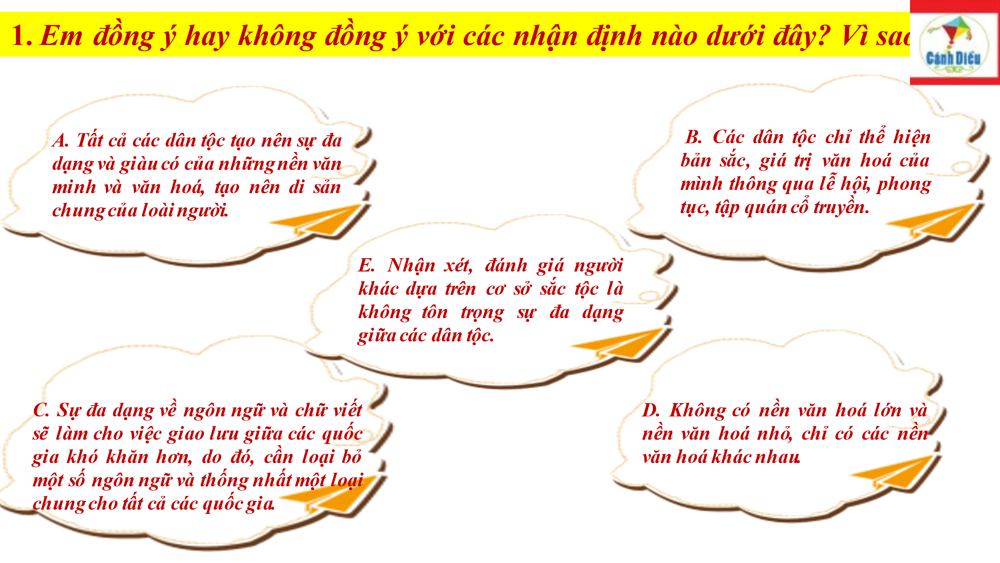 1. Em đồng ý hay không đồng ý với các nhận định nào dưới đây? Vì sao
Cánh Diều
A. Tất cả các dân tộc tạo nên sự đa
dạng và giàu có của những nền văn
minh và văn hoá, tạo nên di sản
chung của loài người.
B. Các dân tộc chỉ thể hiện
bản sắc, giá trị văn hoá của
mình thông qua lễ hội, phong
tục, tập quán cổ truyền.
E. Nhận xét, đánh giá người
khác dựa trên cơ sở sắc tộc là
không tôn trọng sự đa dạng
giữa các dân tộc.
C. Sự đa dạng về ngôn ngữ và chữ viết
sẽ làm cho việc giao lưu giữa các quốc
gia khó khăn hơn, do đó, cần loại bỏ
một số ngôn ngữ và thống nhất một loại
chung cho tất cả các quốc gia.
D. Không có nền văn hoá lớn và
nền văn hoá nhỏ, chỉ có các nền
văn hoá khác nhau.